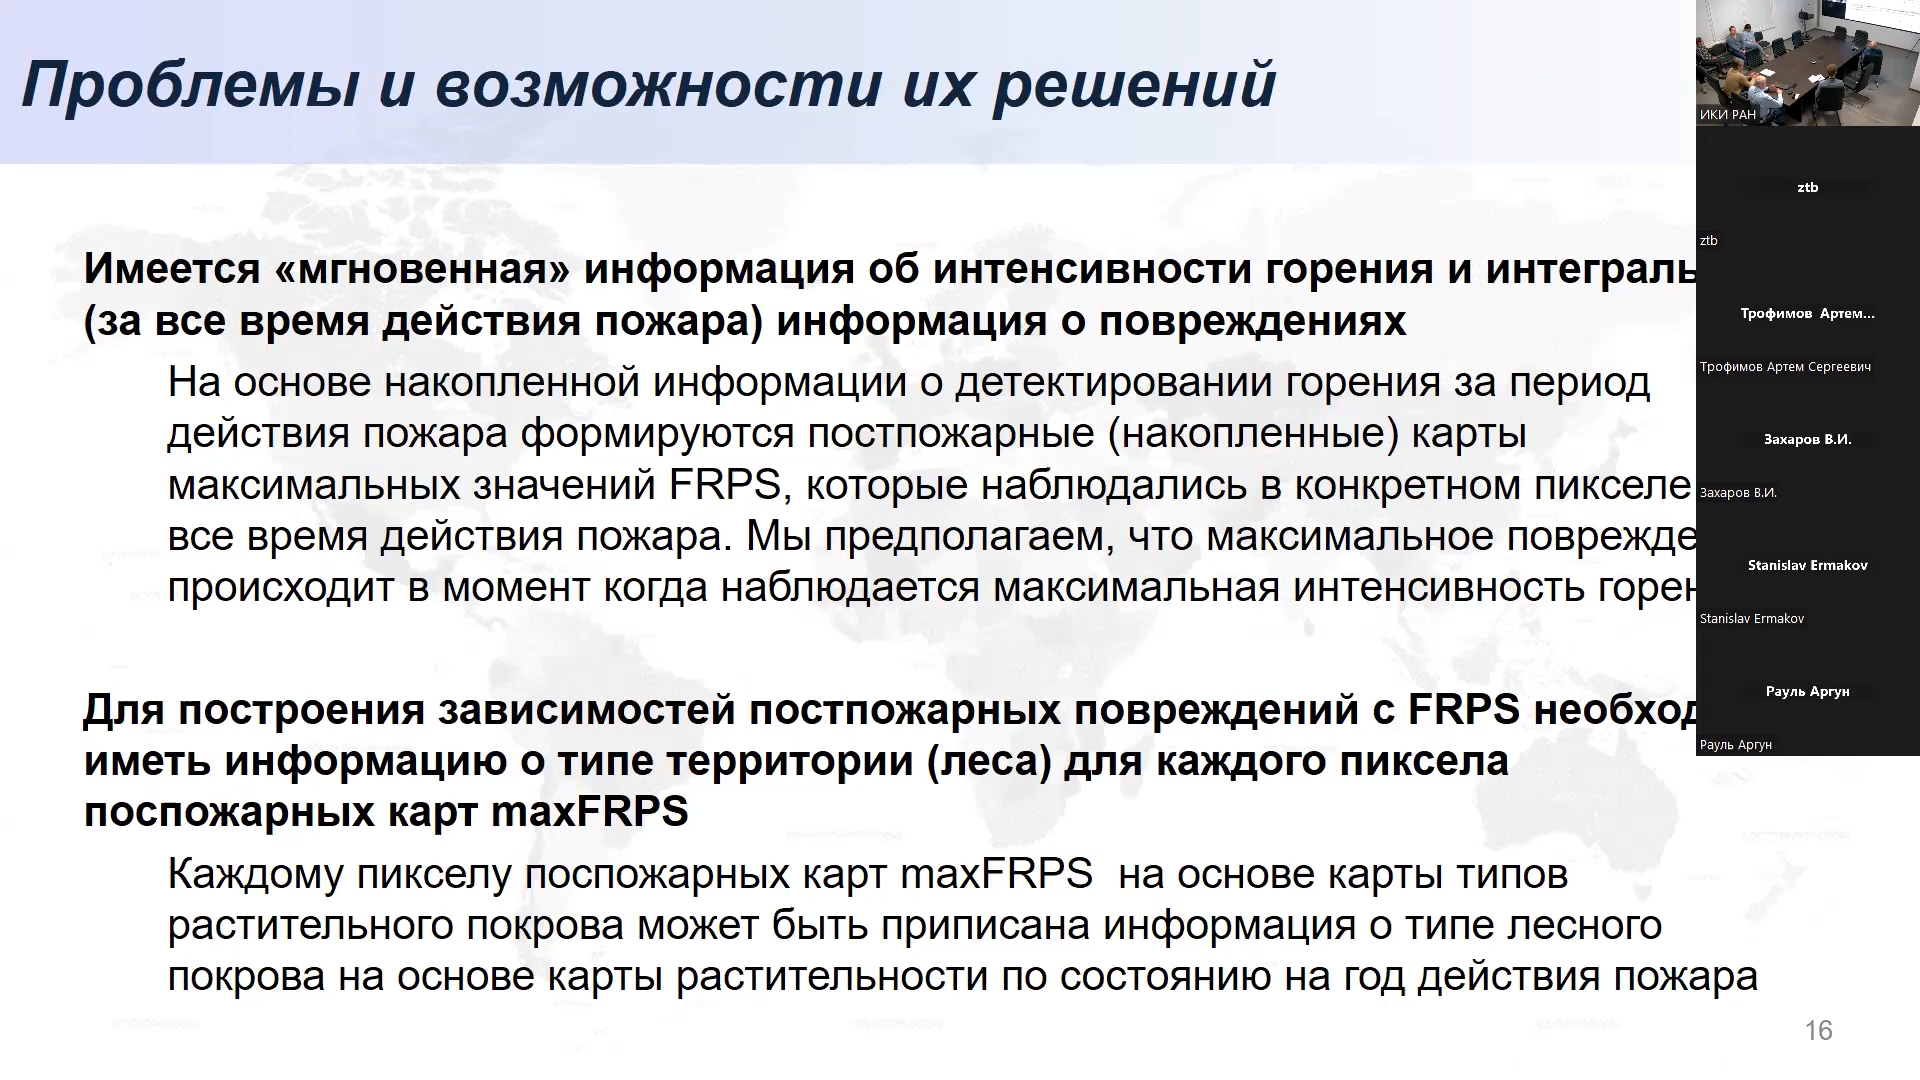 Проблемы и возможности их решений
Имеется «мгновенная» информация об интенсивности горения и интеграль
(за все время действия пожара) информация о повреждениях
На основе накопленной информации о детектировании горения за период
действия пожара формируются постпожарные (накопленные) карты
максимальных значений FRPS, которые наблюдались в конкретном пикселе
все время действия пожара. Мы предполагаем, что максимальное поврежде
происходит в момент когда наблюдается максимальная интенсивность горен
Для построения зависимостей постпожарных повреждений с FRPS необход
иметь информацию о типе территории (леса) для каждого пиксела
поспожарных карт maxFRPS
Каждому пикселу поспожарных карт maxFRPS на основе карты типов
растительного покрова может быть приписана информация о типе лесного
покрова на основе карты растительности по состоянию на год действия пожара
16
ИКИ РАН
ztb
ztb
Трофимов Артем...
Трофимов Артем Сергеевич
Захаров В.И.
Захаров В.И.
Stanislav Ermakov
Stanislav Ermakov
Рауль Аргун
Рауль Аргун